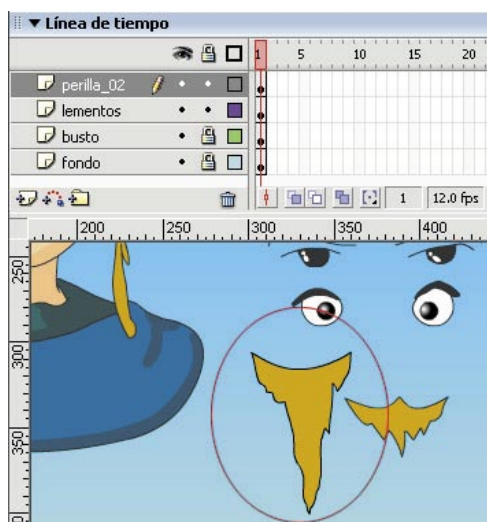 Línea de tiempo
1 5 10 15 20
perilla_02
lementos
busto
fondo
1 12.0 fps
200 250 300 350 400
250
300
350